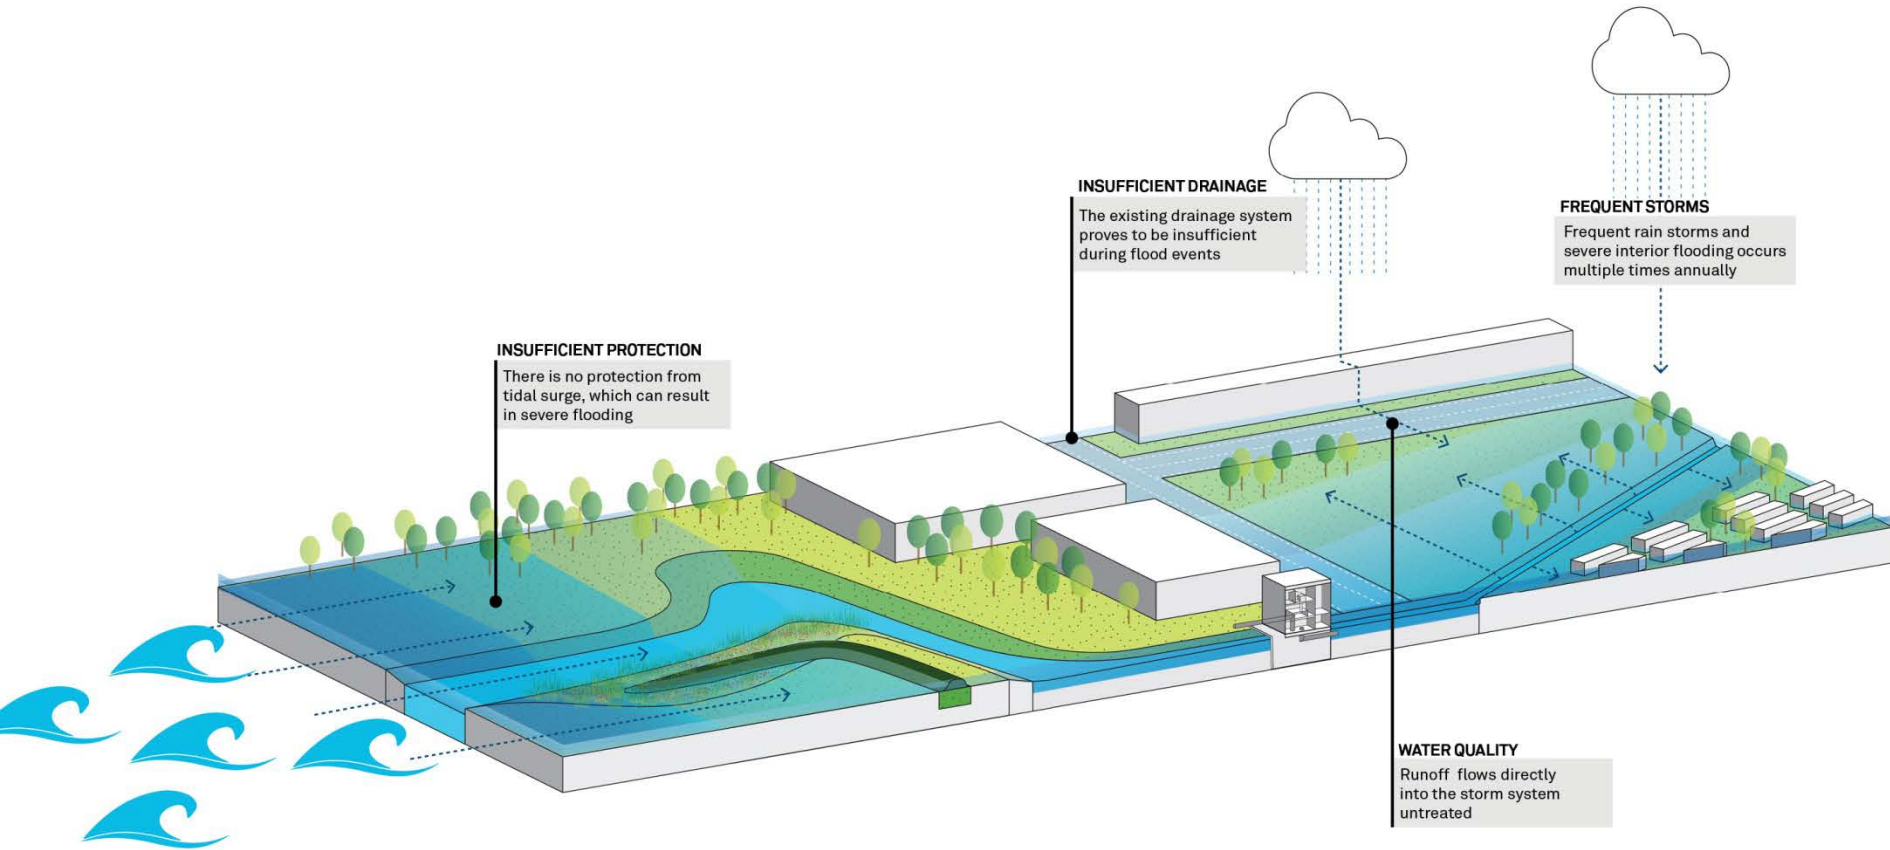 INSUFFICIENT DRAINAGE
The existing drainage system
proves to be insufficient
during flood events
FREQUENT STORMS
Frequent rain storms and
severe interior flooding occurs
multiple times annually
INSUFFICIENT PROTECTION
There is no protection from
tidal surge, which can result
in severe flooding
WATER QUALITY
Runoff flows directly
into the storm system
untreated